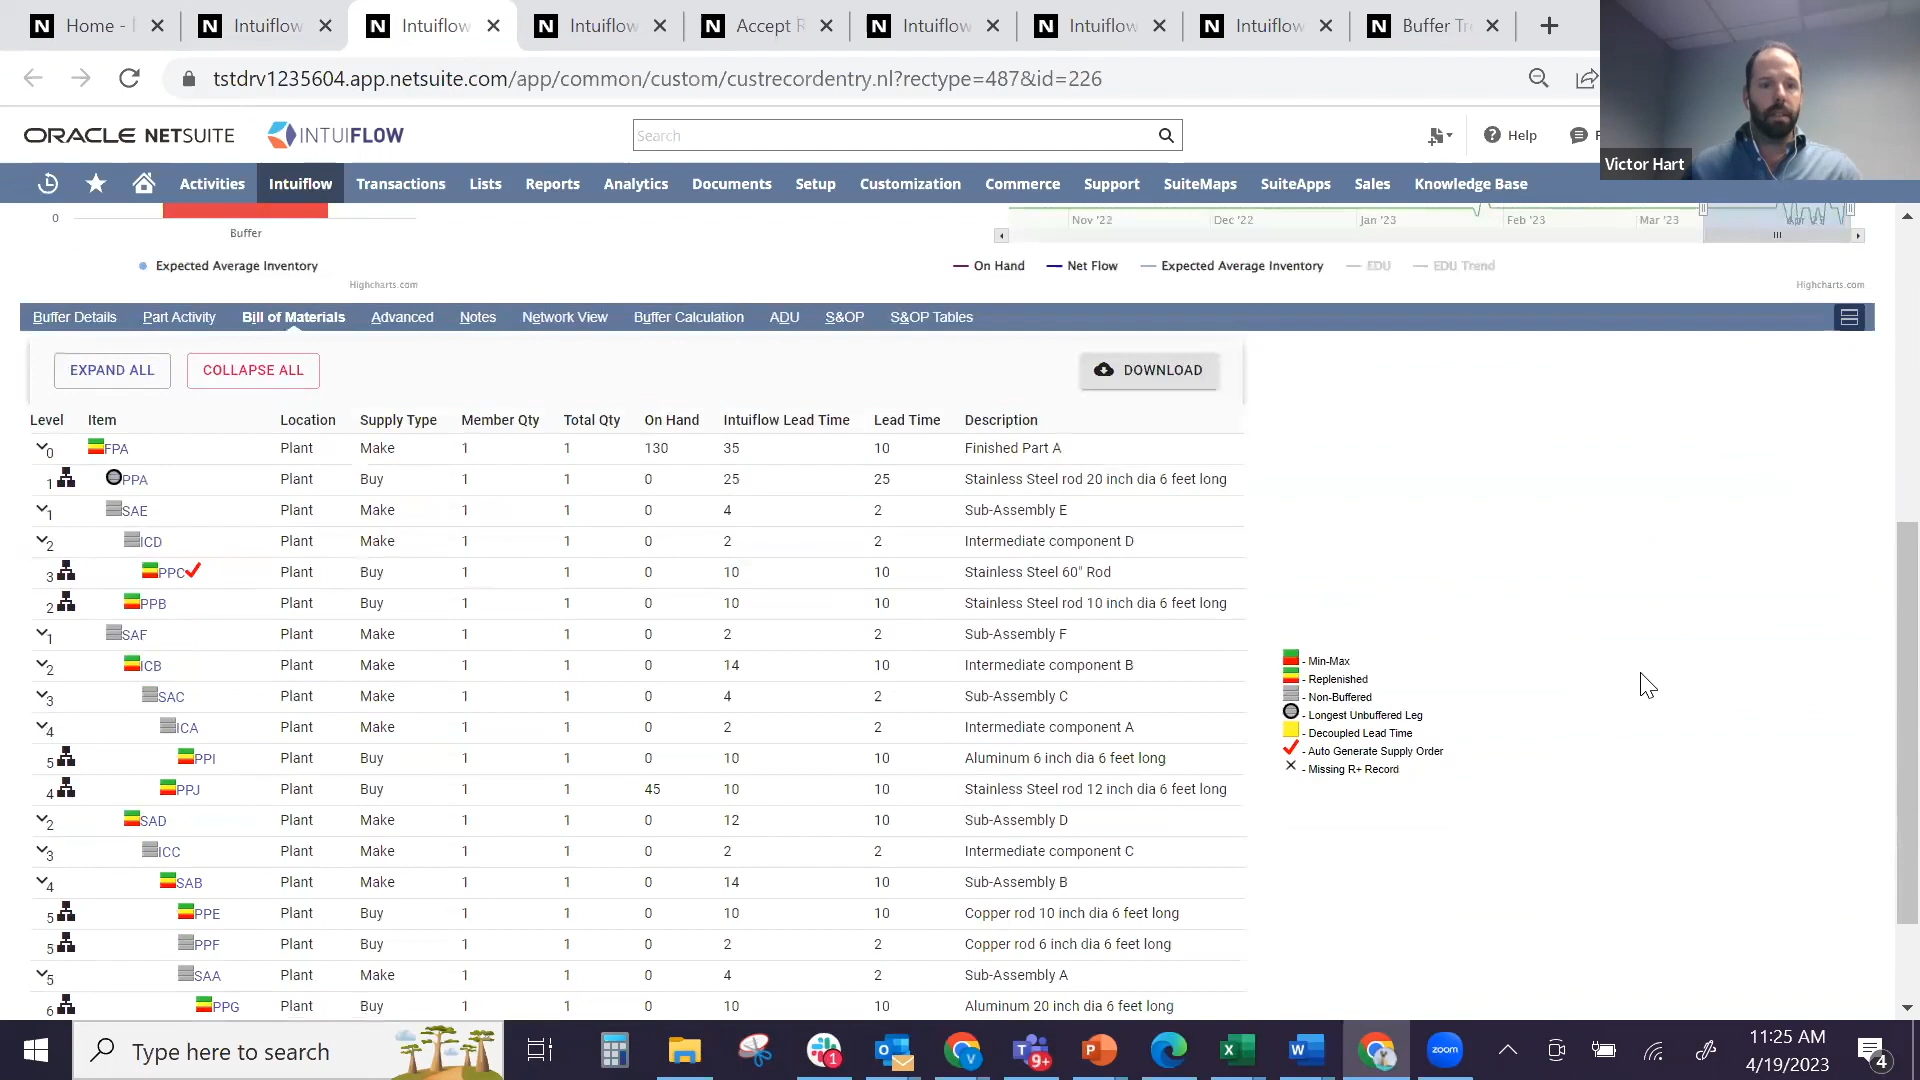 Home -
Intuiflow
Intuiflow
Intuiflow
Accept R
Intuiflow
Intuiflow
Intuiflow
Buffer Tr
tstdrv1235604.app.netsuite.com/app/common/custom/custrecordentry.nl?rectype=487&id=226
ORACLE NETSUITE INTUIFLOW Search Help
Victor Hart
Activities Intuiflow Transactions Lists Reports Analytics Documents Setup Customization Commerce Support SuiteMaps SuiteApps Sales Knowledge Base
0
Buffer
Nov '22 Dec '22 Jan '23 Feb '23 Mar '23
Expected Average Inventory
On Hand Net Flow Expected Average Inventory EDU EDU Trend
Highcharts.com
Highcharts.com
Buffer Details Part Activity Bill of Materials Advanced Notes Network View Buffer Calculation ADU S&OP S&OP Tables
EXPAND ALL COLLAPSE ALL DOWNLOAD
Level Item Location Supply Type Member Qty Total Qty On Hand Intuiflow Lead Time Lead Time Description
0 FPA Plant Make 1 1 130 35 10 Finished Part A
1 PPA Plant Buy 1 1 0 25 25 Stainless Steel rod 20 inch dia 6 feet long
1 SAE Plant Make 1 1 0 4 2 Sub-Assembly E
2 ICD Plant Make 1 1 0 2 2 Intermediate component D
3 PPC Plant Buy 1 1 0 10 10 Stainless Steel 60" Rod
2 PPB Plant Buy 1 1 0 10 10 Stainless Steel rod 10 inch dia 6 feet long
1 SAF Plant Make 1 1 0 2 2 Sub-Assembly F
2 ICB Plant Make 1 1 0 14 10 Intermediate component B
3 SAC Plant Make 1 1 0 4 2 Sub-Assembly C
4 ICA Plant Make 1 1 0 2 2 Intermediate component A
5 PPI Plant Buy 1 1 0 10 10 Aluminum 6 inch dia 6 feet long
4 PPJ Plant Buy 1 1 45 10 10 Stainless Steel rod 12 inch dia 6 feet long
2 SAD Plant Make 1 1 0 12 10 Sub-Assembly D
3 ICC Plant Make 1 1 0 2 2 Intermediate component C
4 SAB Plant Make 1 1 0 14 10 Sub-Assembly B
5 PPE Plant Buy 1 1 0 10 10 Copper rod 10 inch dia 6 feet long
5 PPF Plant Buy 1 1 0 2 2 Copper rod 6 inch dia 6 feet long
5 SAA Plant Make 1 1 0 4 2 Sub-Assembly A
6 PPG Plant Buy 1 1 0 10 10 Aluminum 20 inch dia 6 feet long
- Min-Max
- Replenished
- Non-Buffered
- Longest Unbuffered Leg
- Decoupled Lead Time
- Auto Generate Supply Order
- Missing R+ Record
Type here to search
1
9+
zoom
11:25 AM
4/19/2023
4